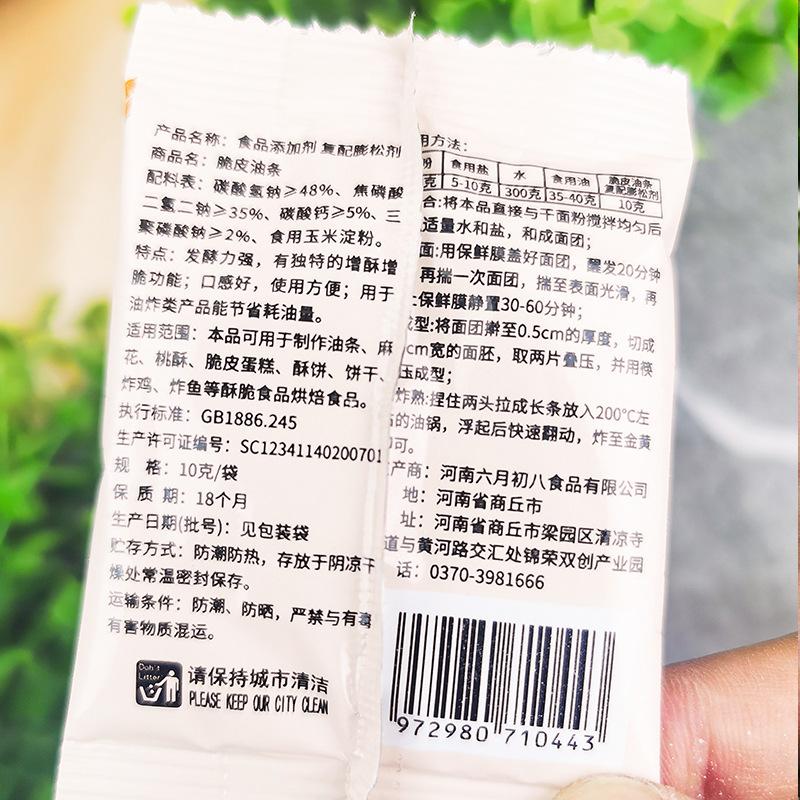 产品名称：食品添加剂 复配膨松剂
商品名：脆皮油条
配料表：碳酸氢钠≥48%、焦磷酸
二氢二钠≥35%、碳酸钙≥5%、三
聚磷酸钠≥2%、食用玉米淀粉。
特点：发酵力强，有独特的增酥增
脆功能；口感好，使用方便；用于
油炸类产品能节省耗油量。
适用范围：本品可用于制作油条、麻
花、桃酥、脆皮蛋糕、酥饼、饼干、
炸鸡、炸鱼等酥脆食品烘焙食品。
执行标准：GB1886.245
生产许可证编号：SC12341140200701
规 格：10克/袋
保 质 期：18个月
生产日期(批号)：见包装袋
贮存方式：防潮防热，存放于阴凉干
燥处常温密封保存。
运输条件：防潮、防晒，严禁与有毒
有害物质混运。
Don't Litter
请保持城市清洁
PLEASE KEEP OUR CITY CLEAN
用方法：
粉 食用盐 水 食用油 脆皮油条复配膨松剂
克 5-10克 300克 35-40克 10克
合:将本品直接与干面粉搅拌均匀后
适量水和盐，和成面团；
面:用保鲜膜盖好面团，醒发20分钟
再揣一次面团，揣至表面光滑，再
上保鲜膜静置30-60分钟；
成型:将面团擀至0.5cm的厚度，切成
cm宽的面胚，取两片叠压，并用筷
压成型；
炸熟:捏住两头拉成长条放入200°C左
右的油锅，浮起后快速翻动，炸至金黄
即可。
产商：河南六月初八食品有限公司
地：河南省商丘市
址：河南省商丘市梁园区清凉寺
道与黄河路交汇处锦荣双创产业园
话：0370-3981666
972980 710443